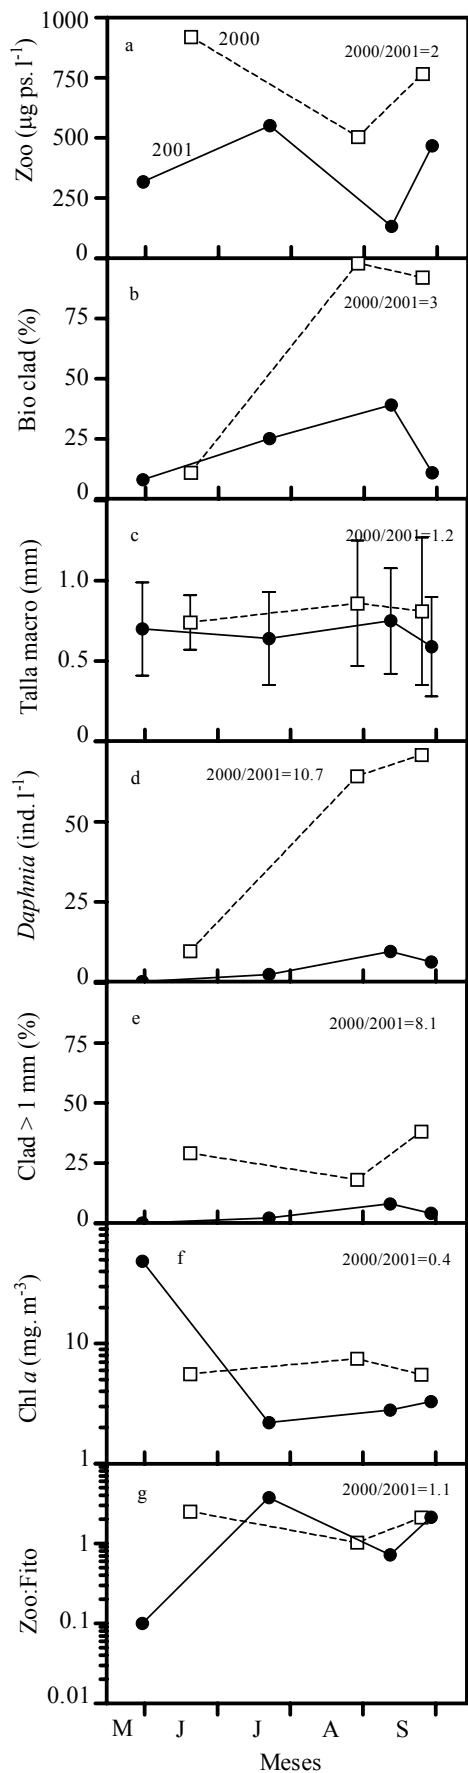 1000
a
2000
2000/2001=2
750
500
2001
250
0
Zoo (µg ps. l-1)
b
2000/2001=3
75
50
25
0
Bio clad (%)
c
2000/2001=1.2
1.0
0.5
0
Talla macro (mm)
d
2000/2001=10.7
50
25
0
Daphnia (ind. l-1)
e
2000/2001=8.1
75
50
25
0
Clad > 1 mm (%)
f
2000/2001=0.4
10
1
Chl a (mg. m-3)
g
2000/2001=1.1
1
0.1
0.01
Zoo:Fito
M J J A S
Meses